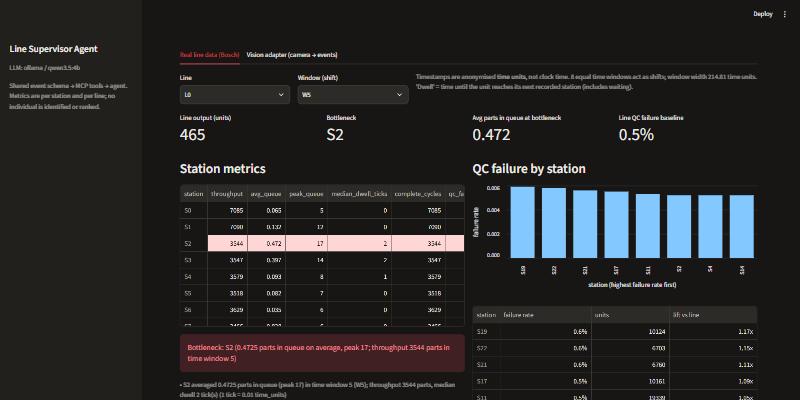 Deploy
Line Supervisor Agent
LLM: ollama / qwen3.5:4b
Shared event schema → MCP tools → agent.
Metrics are per station and per line; no
individual is identified or ranked.
Real line data (Bosch)
Vision adapter (camera → events)
Line
L0
Window (shift)
W5
Timestamps are anonymised time units, not clock time. 8 equal time windows act as shifts; window width 214.81 time units.
'Dwell' = time until the unit reaches its next recorded station (includes waiting).
Line output (units)
465
Bottleneck
S2
Avg parts in queue at bottleneck
0.472
Line QC failure baseline
0.5%
Station metrics
station throughput avg_queue peak_queue median_dwell_ticks complete_cycles qc_fa
S0 7085 0.065 5 0 7085
S1 7090 0.132 12 0 7090
S2 3544 0.472 17 2 3544
S3 3547 0.397 14 2 3547
S4 3579 0.093 8 1 3579
S5 3518 0.082 7 0 3518
S6 3629 0.035 6 0 3629
Bottleneck: S2 (0.4725 parts in queue on average, peak 17; throughput 3544 parts in
time window 5)
• S2 averaged 0.4725 parts in queue (peak 17) in time window 5 (W5); throughput 3544 parts, median
dwell 2 tick(s) (1 tick = 0.01 time_units)
QC failure by station
failure rate
0.006
0.004
0.002
0.000
S19 S22 S21 S17 S11 S2 S4 S14
station (highest failure rate first)
station failure rate units lift vs line
S19 0.6% 10124 1.17x
S22 0.6% 6703 1.15x
S21 0.6% 6760 1.11x
S17 0.5% 10161 1.09x
S11 0.5% 19339 1.05x